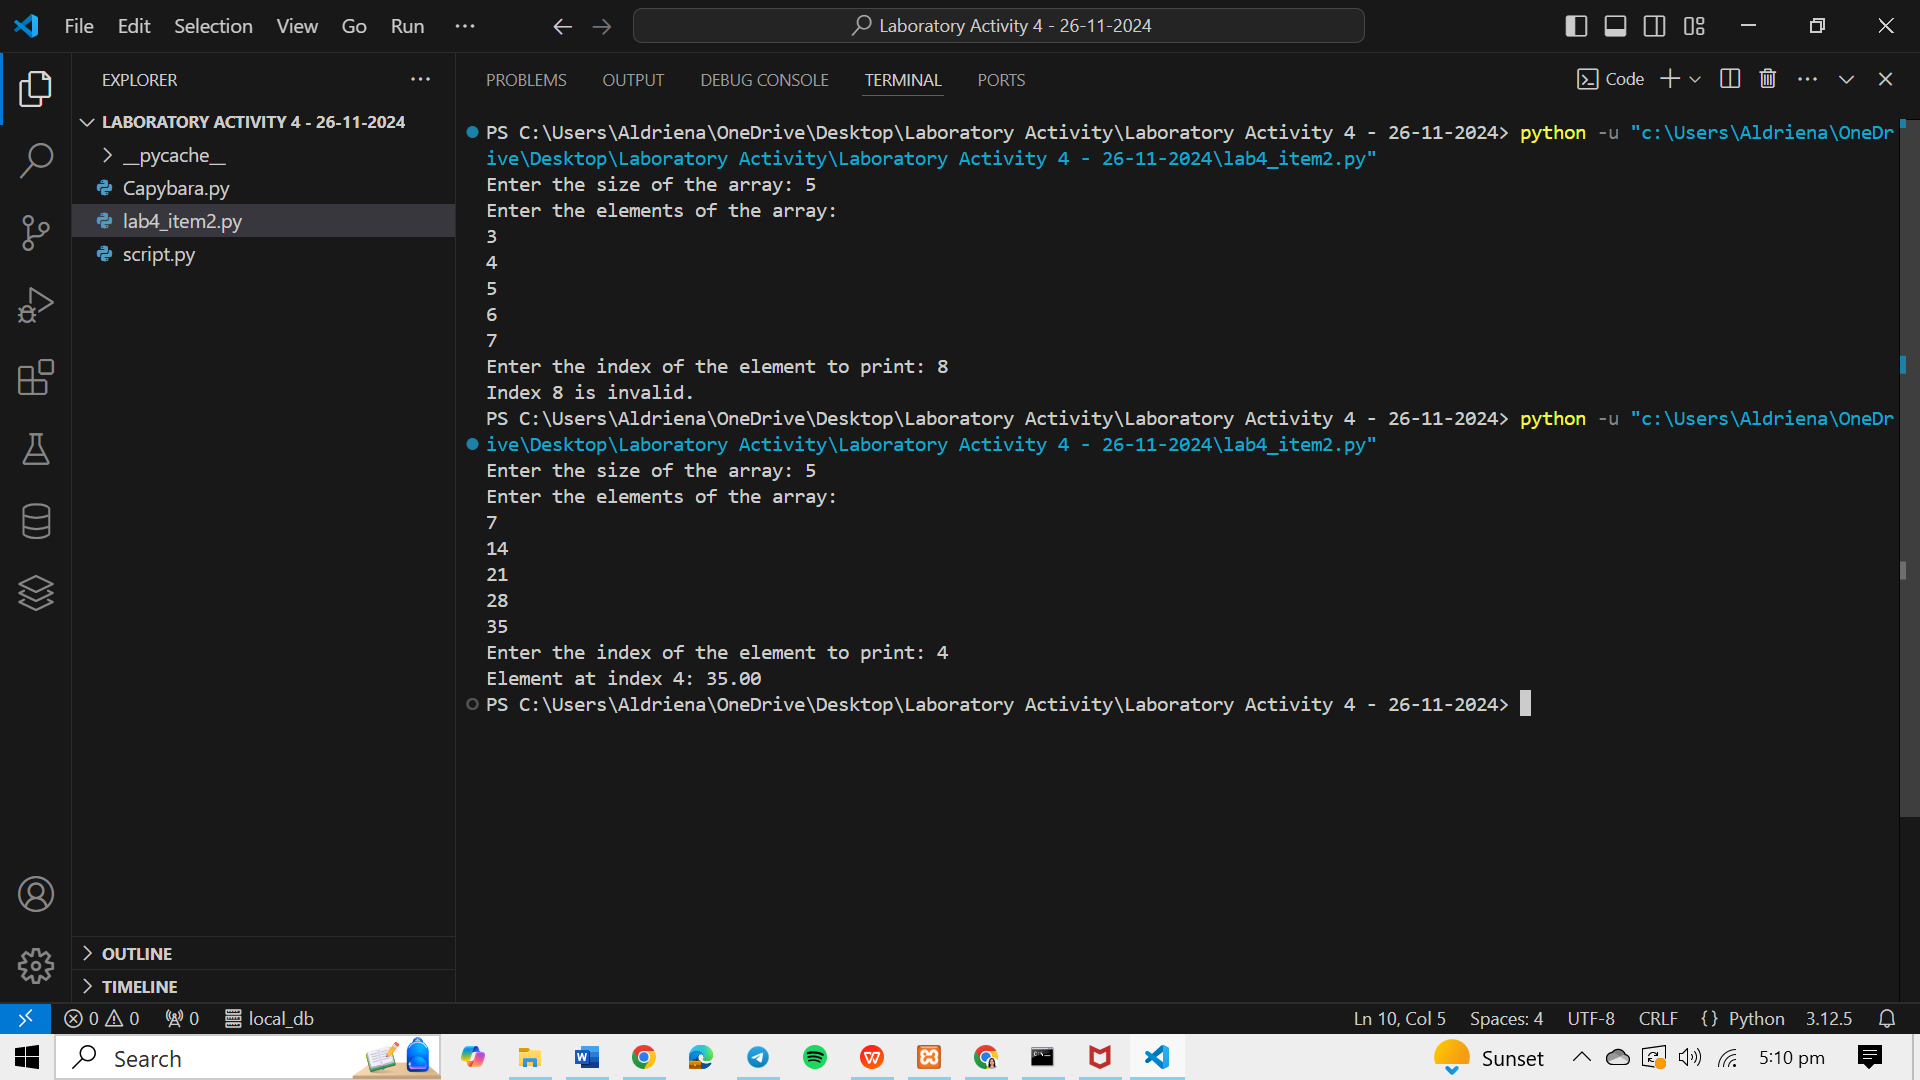 File Edit Selection View Go Run ···
Laboratory Activity 4 - 26-11-2024
EXPLORER ···
LABORATORY ACTIVITY 4 - 26-11-2024
__pycache__
Capybara.py
lab4_item2.py
script.py
OUTLINE
TIMELINE
PROBLEMS OUTPUT DEBUG CONSOLE TERMINAL PORTS
Code
PS C:\Users\Aldriena\OneDrive\Desktop\Laboratory Activity\Laboratory Activity 4 - 26-11-2024> python -u "c:\Users\Aldriena\OneDr
ive\Desktop\Laboratory Activity\Laboratory Activity 4 - 26-11-2024\lab4_item2.py"
Enter the size of the array: 5
Enter the elements of the array:
3
4
5
6
7
Enter the index of the element to print: 8
Index 8 is invalid.
PS C:\Users\Aldriena\OneDrive\Desktop\Laboratory Activity\Laboratory Activity 4 - 26-11-2024> python -u "c:\Users\Aldriena\OneDr
ive\Desktop\Laboratory Activity\Laboratory Activity 4 - 26-11-2024\lab4_item2.py"
Enter the size of the array: 5
Enter the elements of the array:
7
14
21
28
35
Enter the index of the element to print: 4
Element at index 4: 35.00
PS C:\Users\Aldriena\OneDrive\Desktop\Laboratory Activity\Laboratory Activity 4 - 26-11-2024>
0 0 0 local_db
Ln 10, Col 5 Spaces: 4 UTF-8 CRLF {} Python 3.12.5
Search
Sunset
5:10 pm